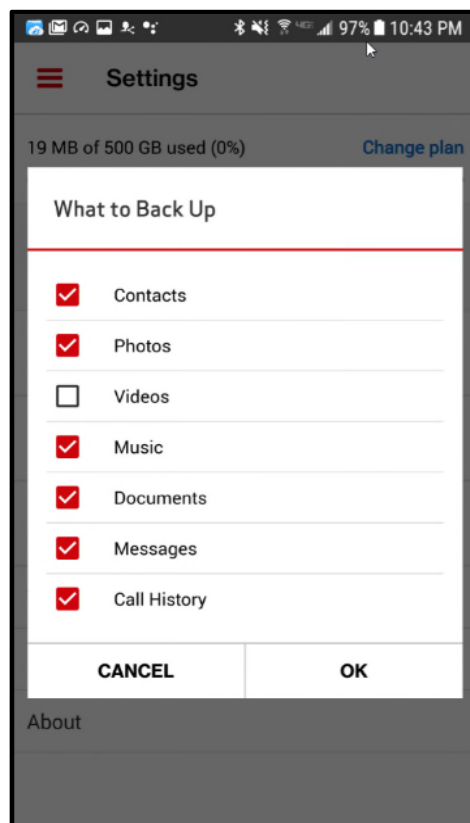 97% 10:43 PM
Settings
19 MB of 500 GB used (0%) Change plan
What to Back Up
Contacts
Photos
Videos
Music
Documents
Messages
Call History
CANCEL OK
About